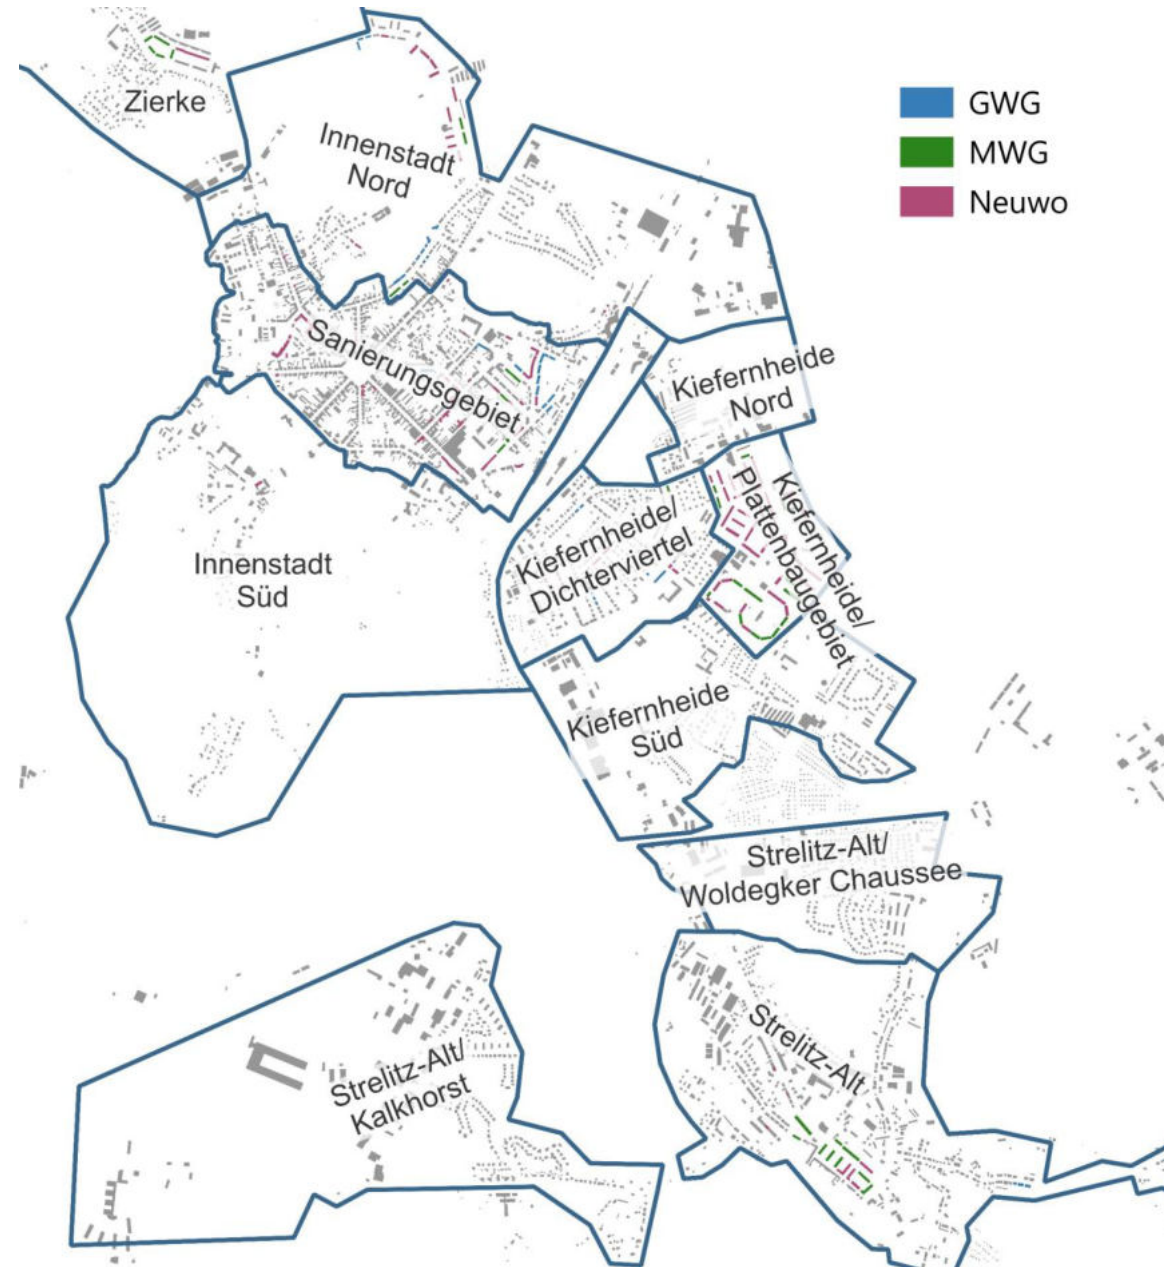 Zierke
Innenstadt
Nord
GWG
MWG
Neuwo
Sanierungsgebiet
Kiefernheide
Nord
Kiefernheide/
Plattenbaugebiet
Kiefernheide/
Dichterviertel
Innenstadt
Süd
Kiefernheide
Süd
Strelitz-Alt/
Woldegker Chaussee
Strelitz-Alt
Strelitz-Alt/
Kalkhorst